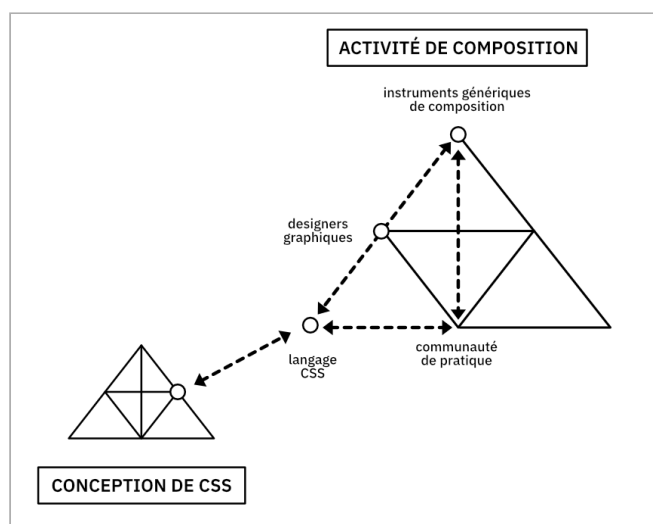 ACTIVITÉ DE COMPOSITION
instruments génériques
de composition
designers
graphiques
langage
CSS
communauté
de pratique
CONCEPTION DE CSS